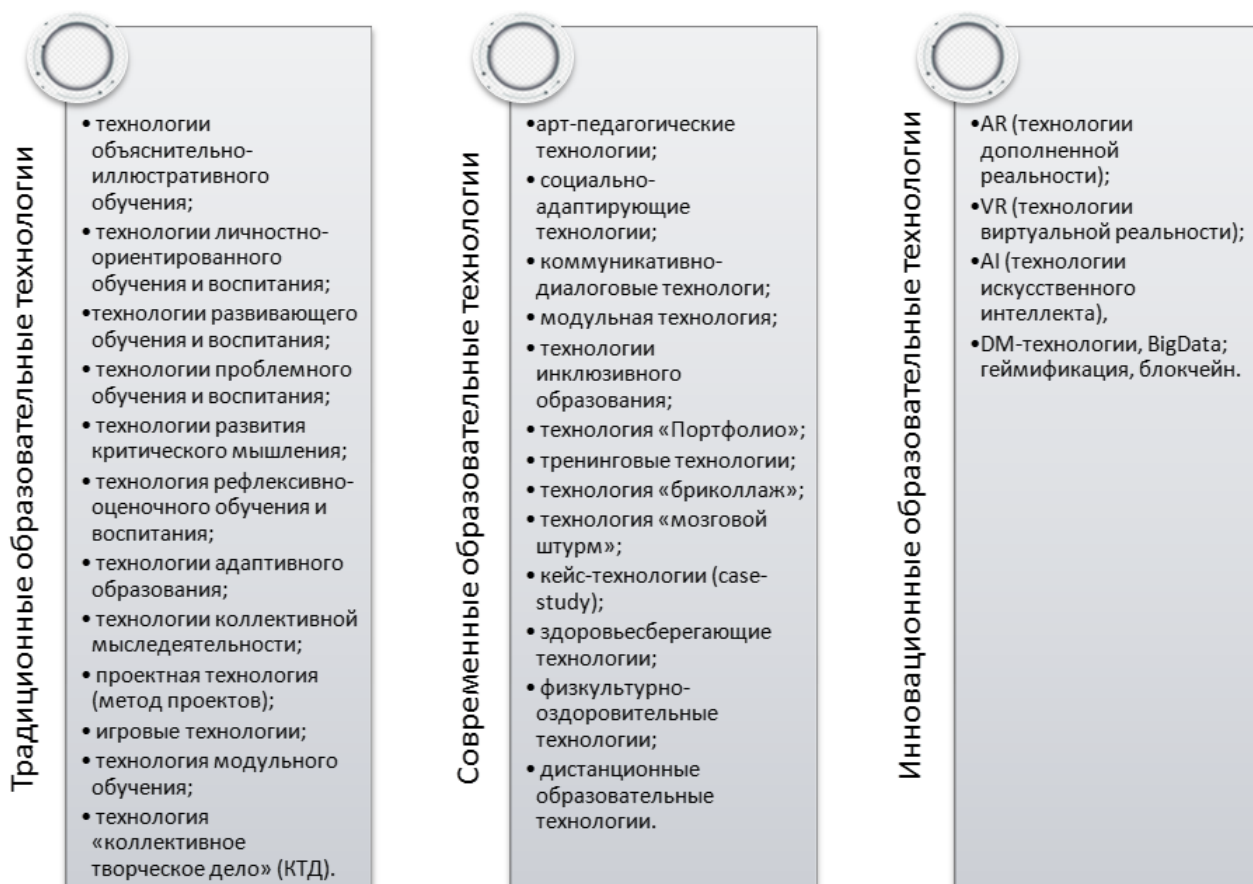 Традиционные образовательные технологии
• технологии
объяснительно-
иллюстративного
обучения;
• технологии личностно-
ориентированного
обучения и воспитания;
•технологии развивающего
обучения и воспитания;
• технологии проблемного
обучения и воспитания;
• технологии развития
критического мышления;
• технология рефлексивно-
оценочного обучения и
воспитания;
• технологии адаптивного
образования;
• технологии коллективной
мыследеятельности;
• проектная технология
(метод проектов);
• игровые технологии;
• технология модульного
обучения;
• технология
«коллективное
творческое дело» (КТД).
Современные образовательные технологии
•арт-педагогические
технологии;
• социально-
адаптирующие
технологии;
• коммуникативно-
диалоговые технологи;
• модульная технология;
• технологии
инклюзивного
образования;
• технология «Портфолио»;
• тренинговые технологии;
• технология «бриколлаж»;
• технология «мозговой
штурм»;
• кейс-технологии (case-
study);
• здоровьесберегающие
технологии;
• физкультурно-
оздоровительные
технологии;
• дистанционные
образовательные
технологии.
Инновационные образовательные технологии
•AR (технологии
дополненной
реальности);
•VR (технологии
виртуальной реальности);
•AI (технологии
искусственного
интеллекта),
•DM-технологии, BigData;
геймификация, блокчейн.